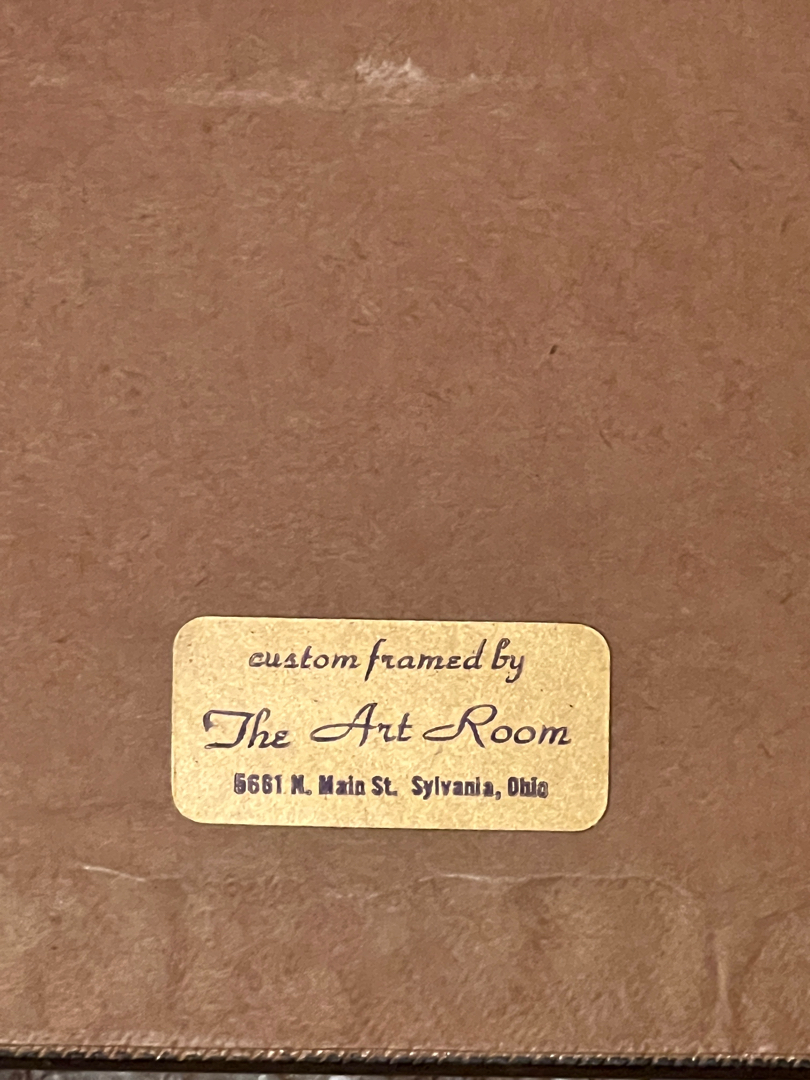 custom framed by
The Art Room
5661 N. Main St. Sylvania, Ohio